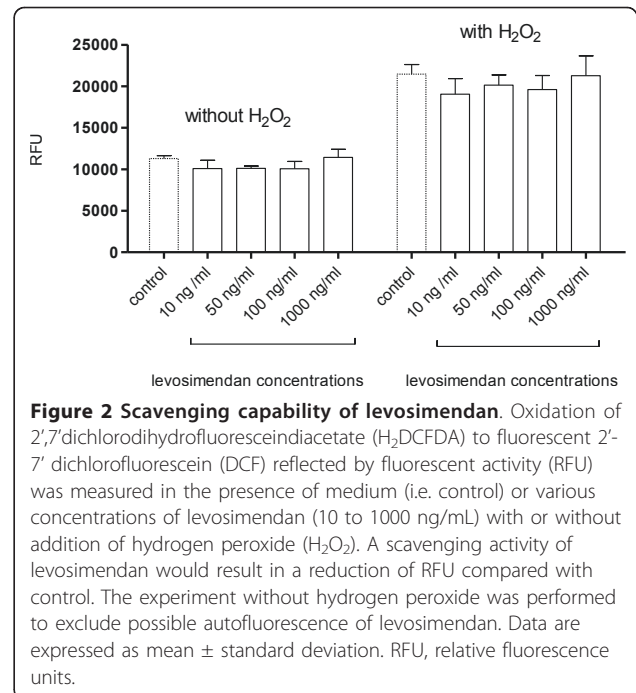 25000
with H₂O₂
20000
without H₂O₂
15000
RFU
10000
5000
0
control
10 ng /ml
50 ng/ml
100 ng/ml
1000 ng/ml
control
10 ng /ml
50 ng/ml
100 ng/ml
1000 ng/ml
levosimendan concentrations
levosimendan concentrations
Figure 2 Scavenging capability of levosimendan. Oxidation of
2',7'dichlorodihydrofluoresceindiacetate (H₂DCFDA) to fluorescent 2'-
7' dichlorofluorescein (DCF) reflected by fluorescent activity (RFU)
was measured in the presence of medium (i.e. control) or various
concentrations of levosimendan (10 to 1000 ng/mL) with or without
addition of hydrogen peroxide (H₂O₂). A scavenging activity of
levosimendan would result in a reduction of RFU compared with
control. The experiment without hydrogen peroxide was performed
to exclude possible autofluorescence of levosimendan. Data are
expressed as mean ± standard deviation. RFU, relative fluorescence
units.